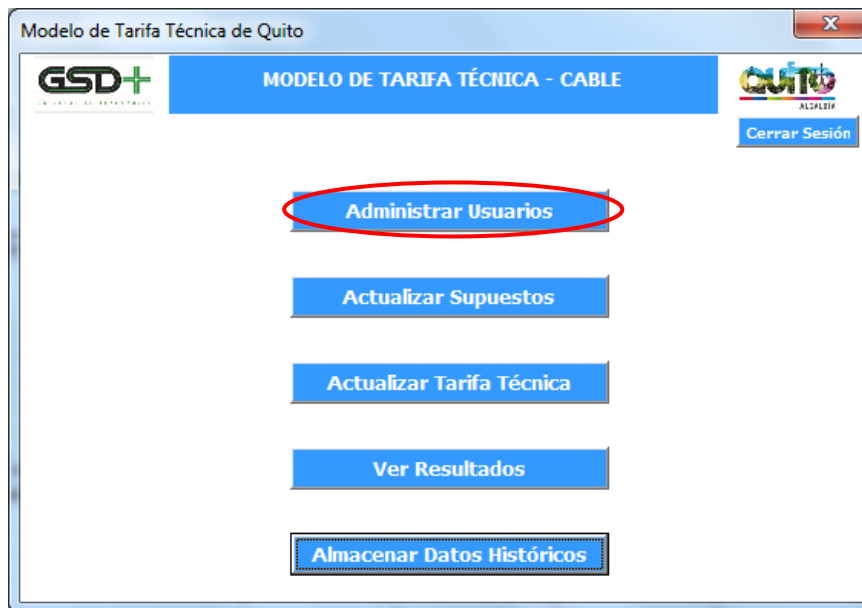 Modelo de Tarifa Técnica de Quito
GSD+
MODELO DE TARIFA TÉCNICA - CABLE
QUITO
ALCALDÍA
Cerrar Sesión
Administrar Usuarios
Actualizar Supuestos
Actualizar Tarifa Técnica
Ver Resultados
Almacenar Datos Históricos